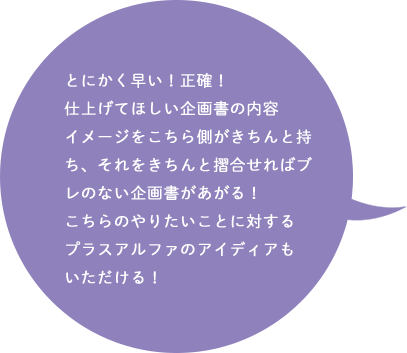 とにかく早い！正確！
仕上げてほしい企画書の内容
イメージをこちら側がきちんと持
ち、それをきちんと摺合せればブ
レのない企画書があがる！
こちらのやりたいことに対する
プラスアルファのアイディアも
いただける！